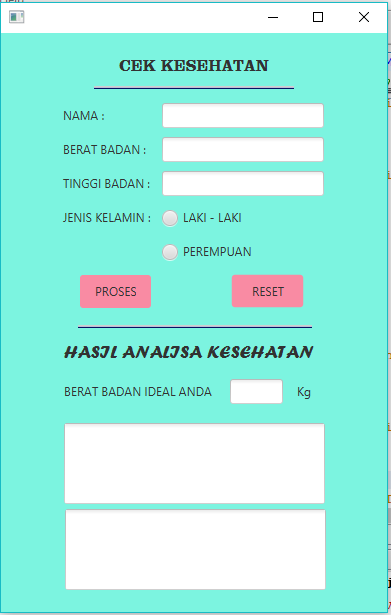 CEK KESEHATAN
NAMA :
BERAT BADAN :
TINGGI BADAN :
JENIS KELAMIN : LAKI - LAKI
PEREMPUAN
PROSES RESET
HASIL ANALISA KESEHATAN
BERAT BADAN IDEAL ANDA Kg